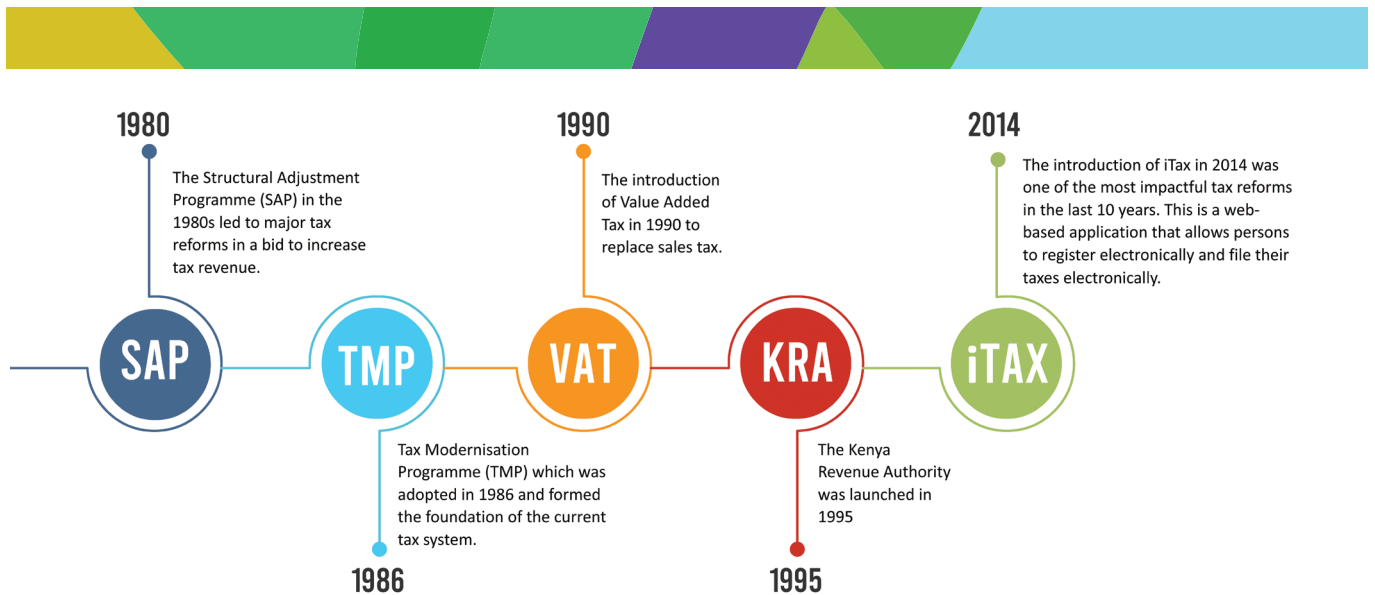 1980
The Structural Adjustment
Programme (SAP) in the
1980s led to major tax
reforms in a bid to increase
tax revenue.
SAP
TMP
Tax Modernisation
Programme (TMP) which was
adopted in 1986 and formed
the foundation of the current
tax system.
1986
1990
The introduction
of Value Added
Tax in 1990 to
replace sales tax.
VAT
KRA
The Kenya
Revenue Authority
was launched in
1995
1995
2014
The introduction of iTax in 2014 was
one of the most impactful tax reforms
in the last 10 years. This is a web-
based application that allows persons
to register electronically and file their
taxes electronically.
iTAX